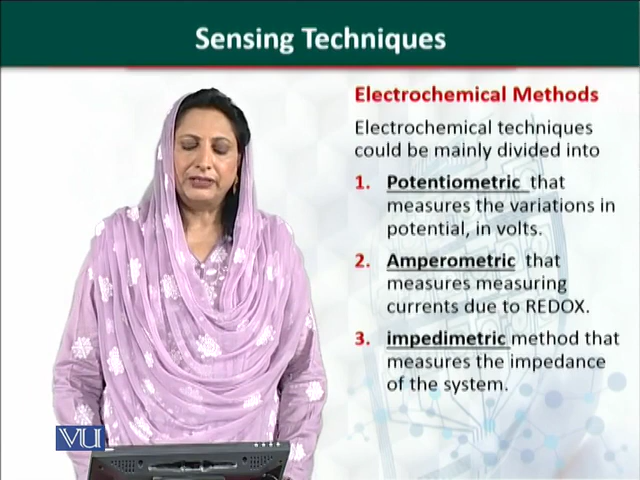 Sensing Techniques
Electrochemical Methods
Electrochemical techniques
could be mainly divided into
1. Potentiometric that
measures the variations in
potential, in volts.
2. Amperometric that
measures measuring
currents due to REDOX.
3. impedimetric method that
measures the impedance
of the system.
VU